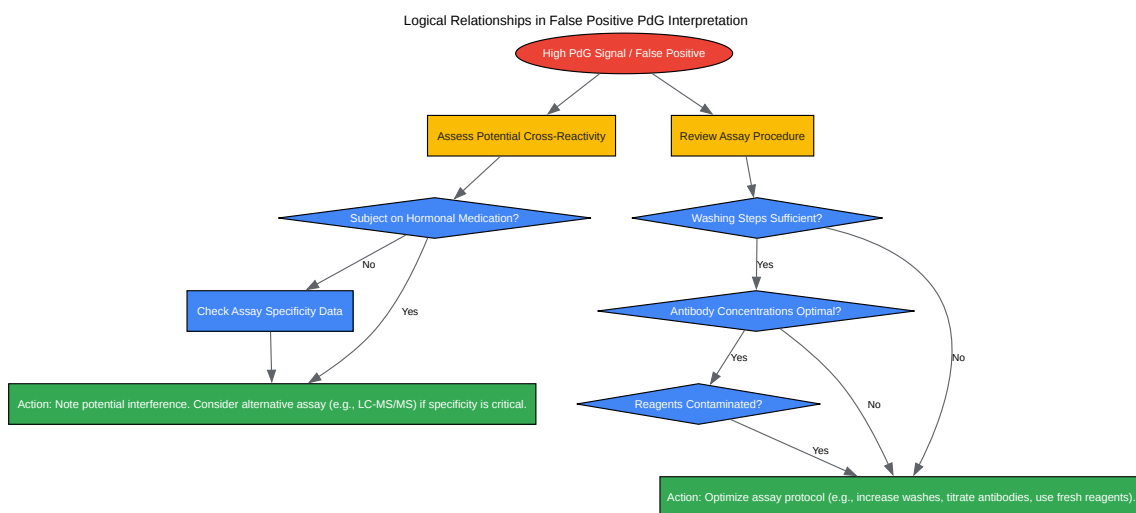 Logical Relationships in False Positive PdG Interpretation
High PdG Signal / False Positive
Assess Potential Cross-Reactivity
Review Assay Procedure
Subject on Hormonal Medication?
Washing Steps Sufficient?
No
Yes
Check Assay Specificity Data
Yes
Antibody Concentrations Optimal?
Yes
No
Action: Note potential interference. Consider alternative assay (e.g., LC-MS/MS) if specificity is critical.
Reagents Contaminated?
No
Yes
Action: Optimize assay protocol (e.g., increase washes, titrate antibodies, use fresh reagents).